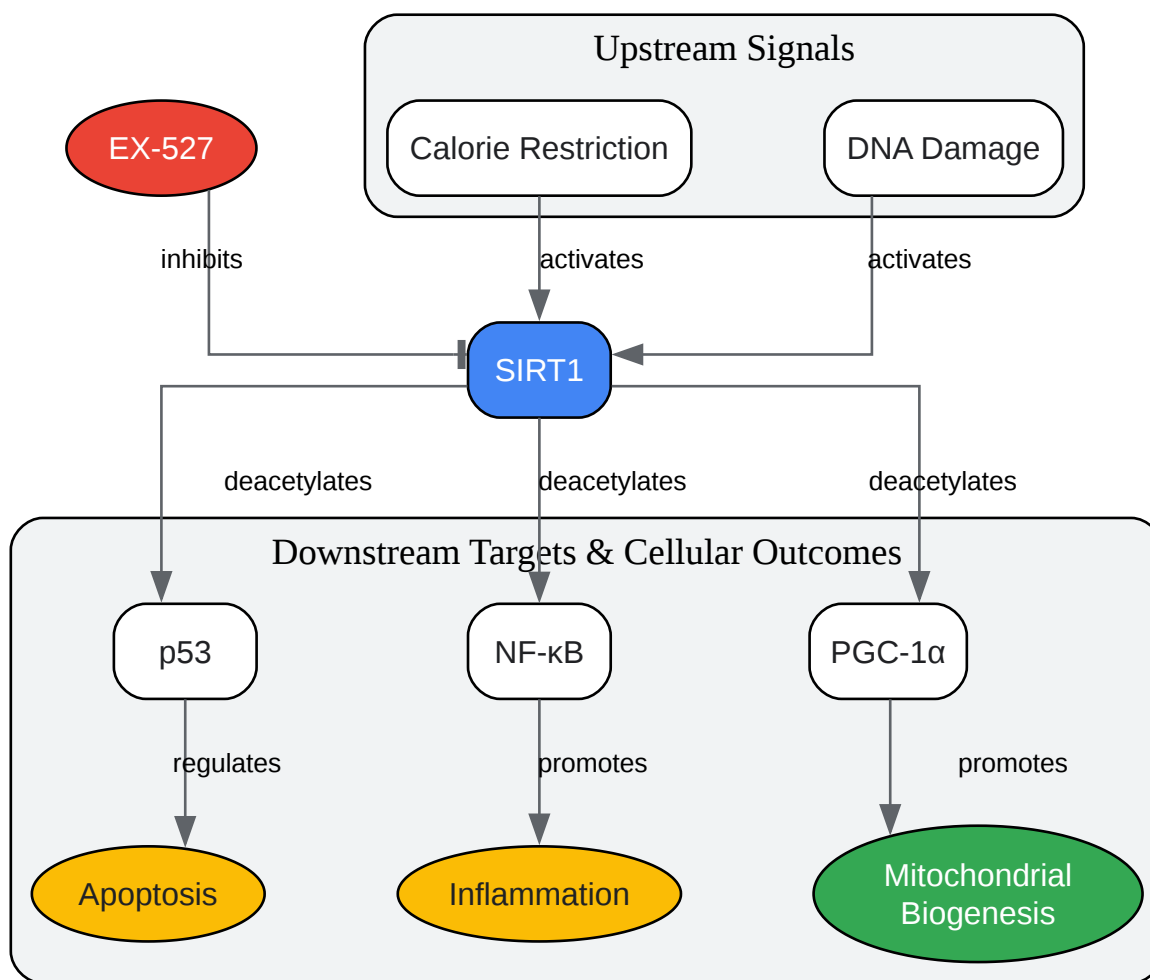 Upstream Signals
EX-527
Calorie Restriction
DNA Damage
inhibits
activates
activates
SIRT1
deacetylates
deacetylates
deacetylates
Downstream Targets & Cellular Outcomes
p53
NF-κB
PGC-1α
regulates
promotes
promotes
Apoptosis
Inflammation
Mitochondrial
Biogenesis